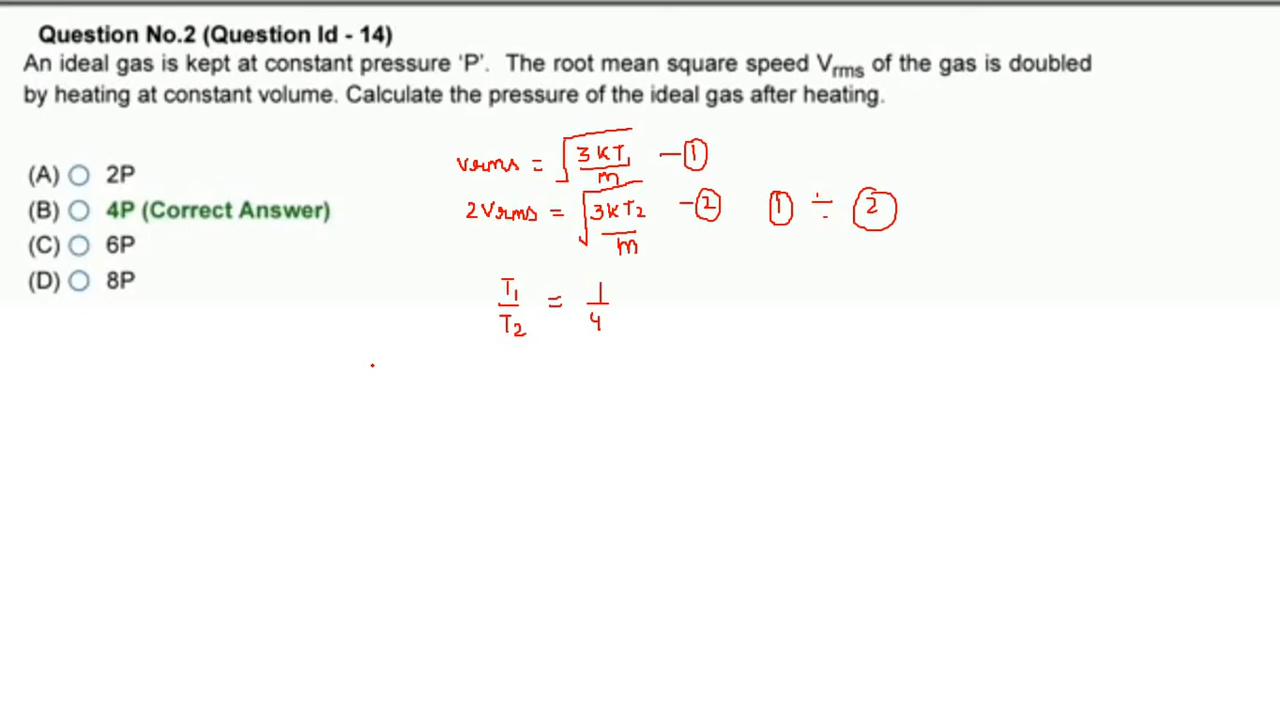 Question No.2 (Question Id - 14)
An ideal gas is kept at constant pressure 'P'. The root mean square speed Vrms of the gas is doubled
by heating at constant volume. Calculate the pressure of the ideal gas after heating.
(A) 2P
(B) 4P (Correct Answer)
(C) 6P
(D) 8P
vrms = √(3KT1/m) - ①
2Vrms = √(3KT2/m) - ② ① ÷ ②
T1/T2 = 1/4